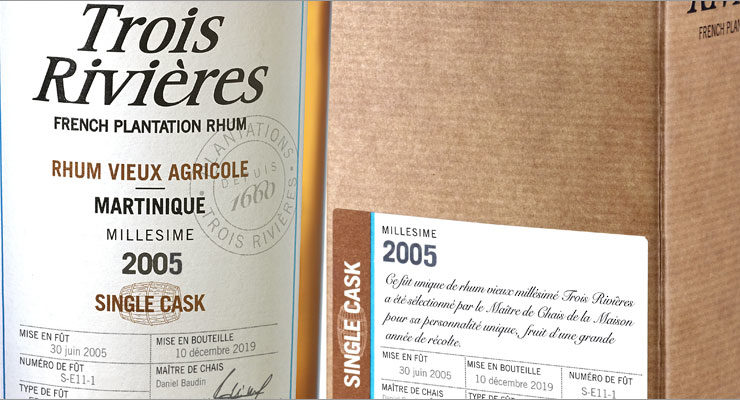 Trois
Rivières
FRENCH PLANTATION RHUM
RHUM VIEUX AGRICOLE
MARTINIQUE
MILLESIME
2005
SINGLE CASK
PLANTATIONS
DEPUIS
1660
TROIS RIVIÈRES
MISE EN FÛT
30 juin 2005
MISE EN BOUTEILLE
10 décembre 2019
NUMÉRO DE FÛT
S-E11-1
MAÎTRE DE CHAIS
Daniel Baudin
TYPE DE FÛT
FRENCH PLANTATION
SINGLE CASK
MILLESIME
2005
Ce fût unique de rhum vieux millésimé Trois Rivières
a été sélectionné par le Maître de Chais de la Maison
pour sa personnalité unique, fruit d'une grande
année de récolte.
MISE EN FÛT
30 juin 2005
MISE EN BOUTEILLE
10 décembre 2019
NUMÉRO DE FÛT
S-E11-1
MAÎTRE DE CHAIS
TYPE DE FÛT